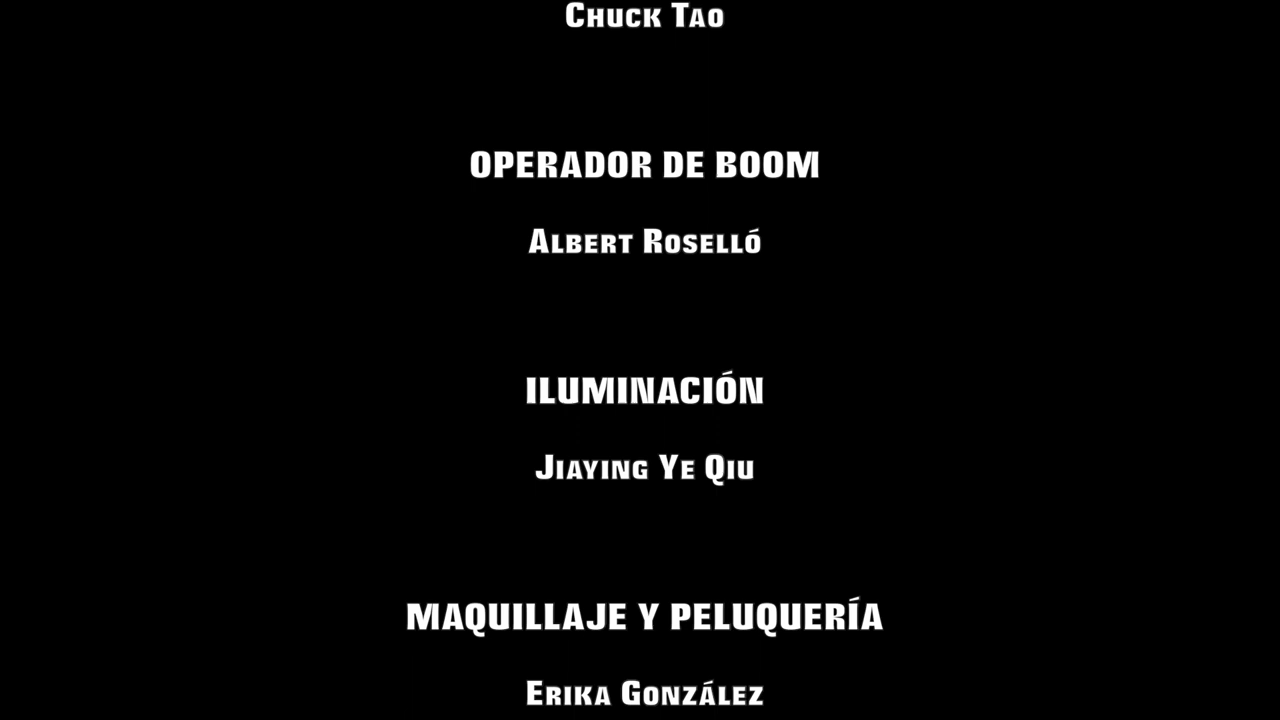 Chuck Tao
OPERADOR DE BOOM
Albert Roselló
ILUMINACIÓN
Jiaying Ye Qiu
MAQUILLAJE Y PELUQUERÍA
Erika González